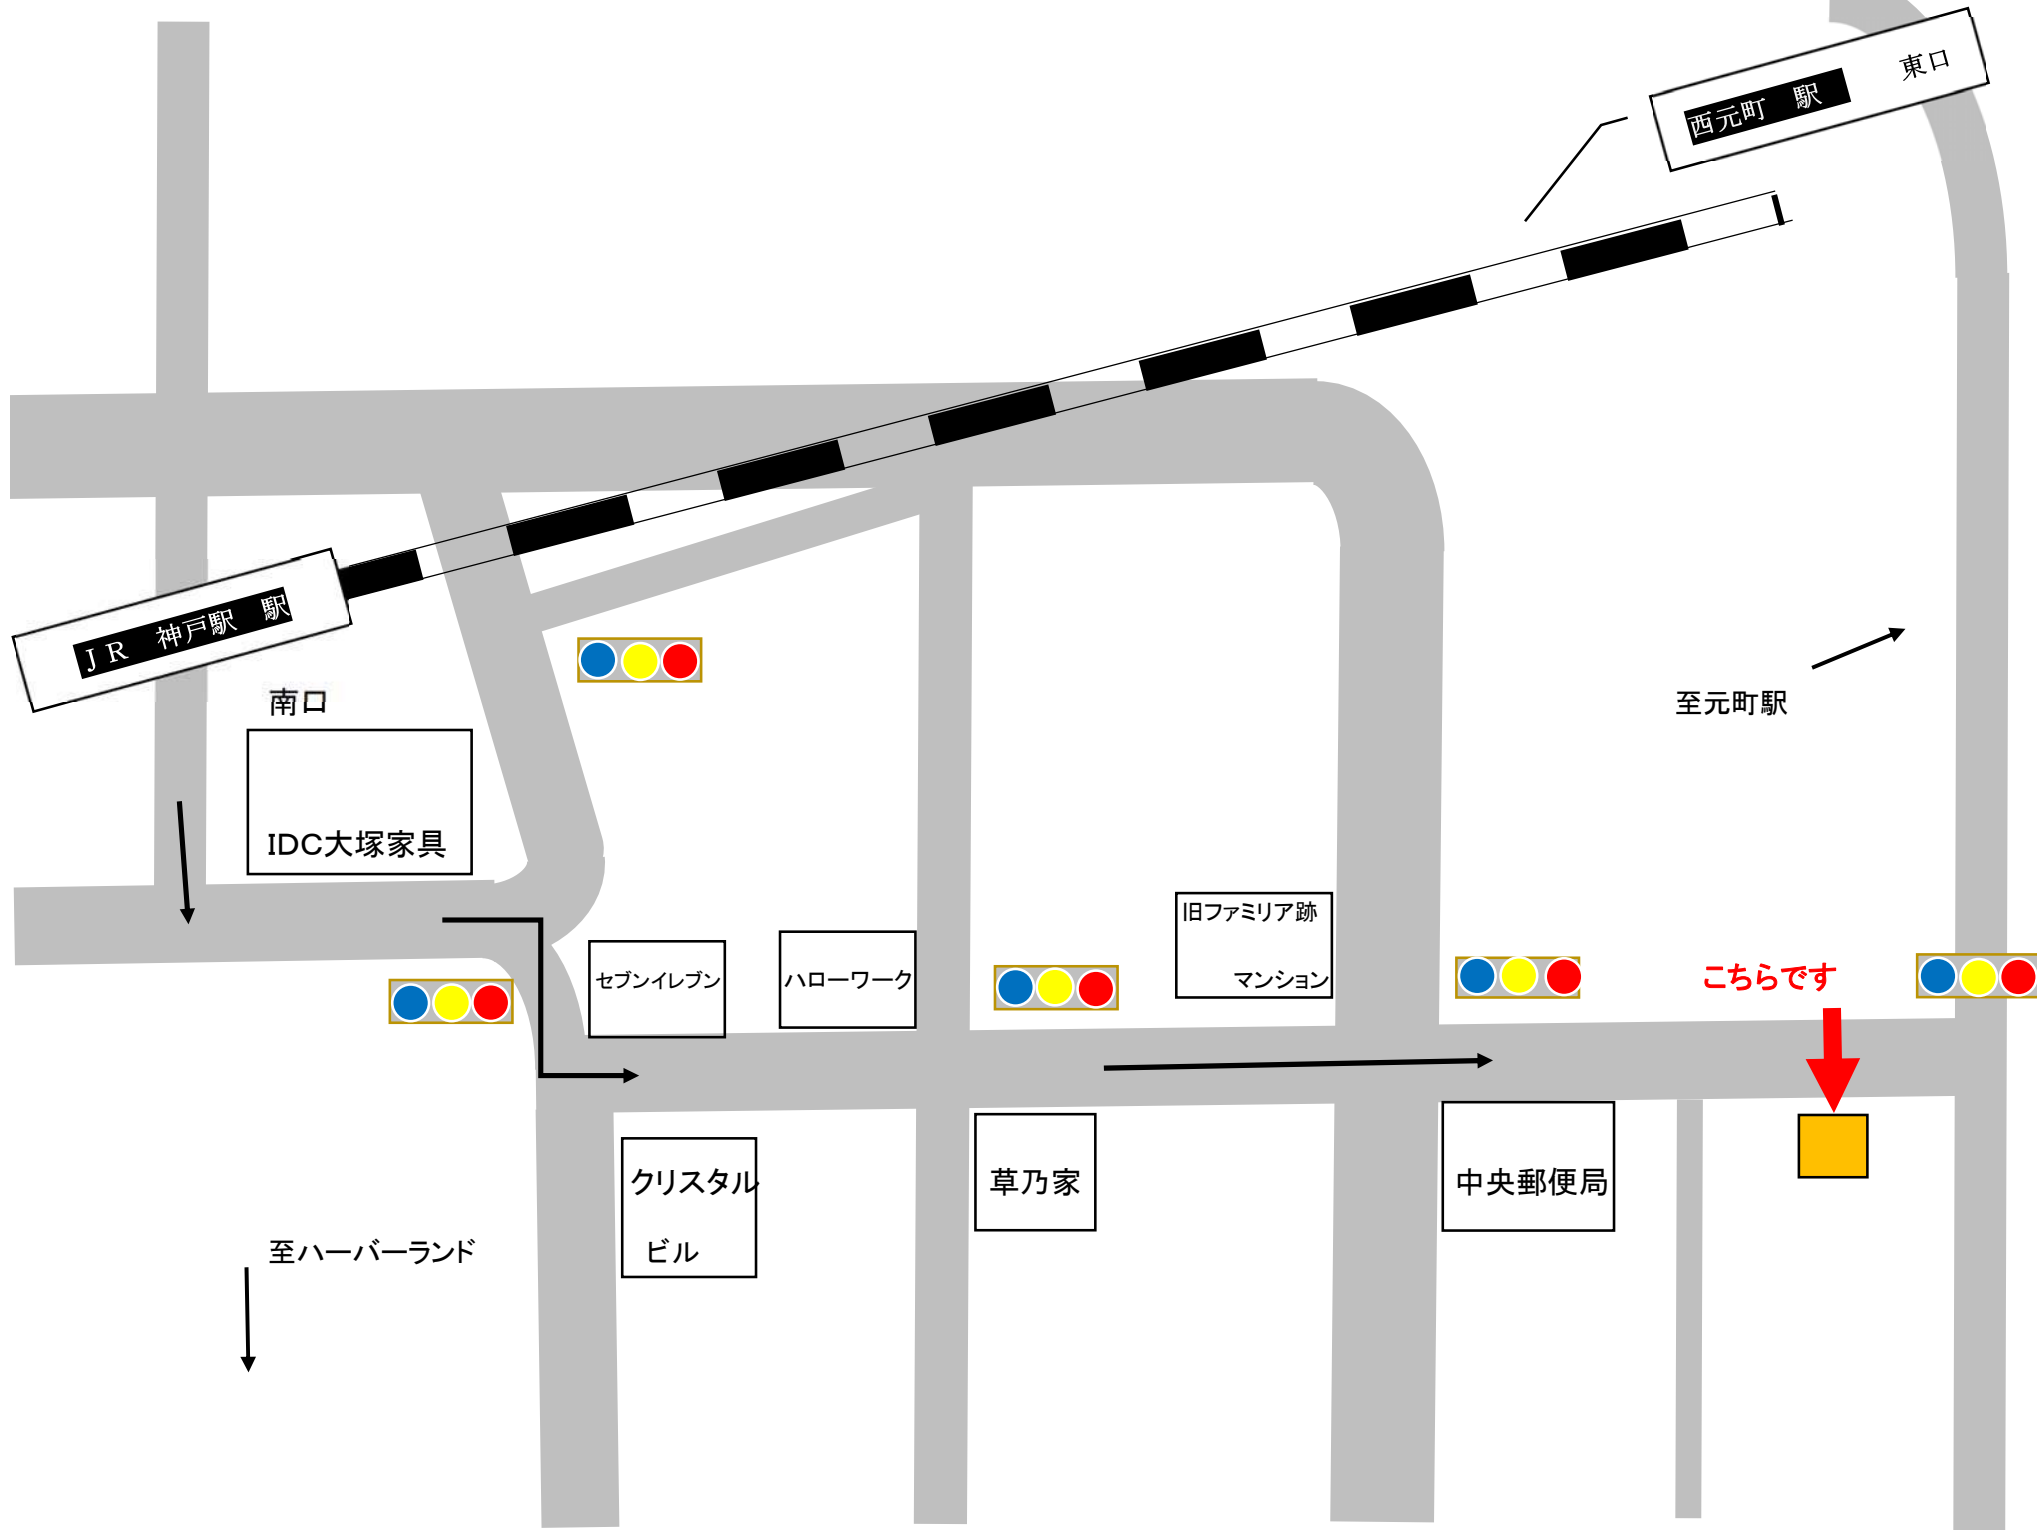 東口
西元町　駅
ＪＲ　神戸駅　駅
南口
至元町駅
IDC大塚家具
旧ファミリア跡
マンション
セブンイレブン
ハローワーク
こちらです
クリスタル
ビル
草乃家
中央郵便局
至ハーバーランド